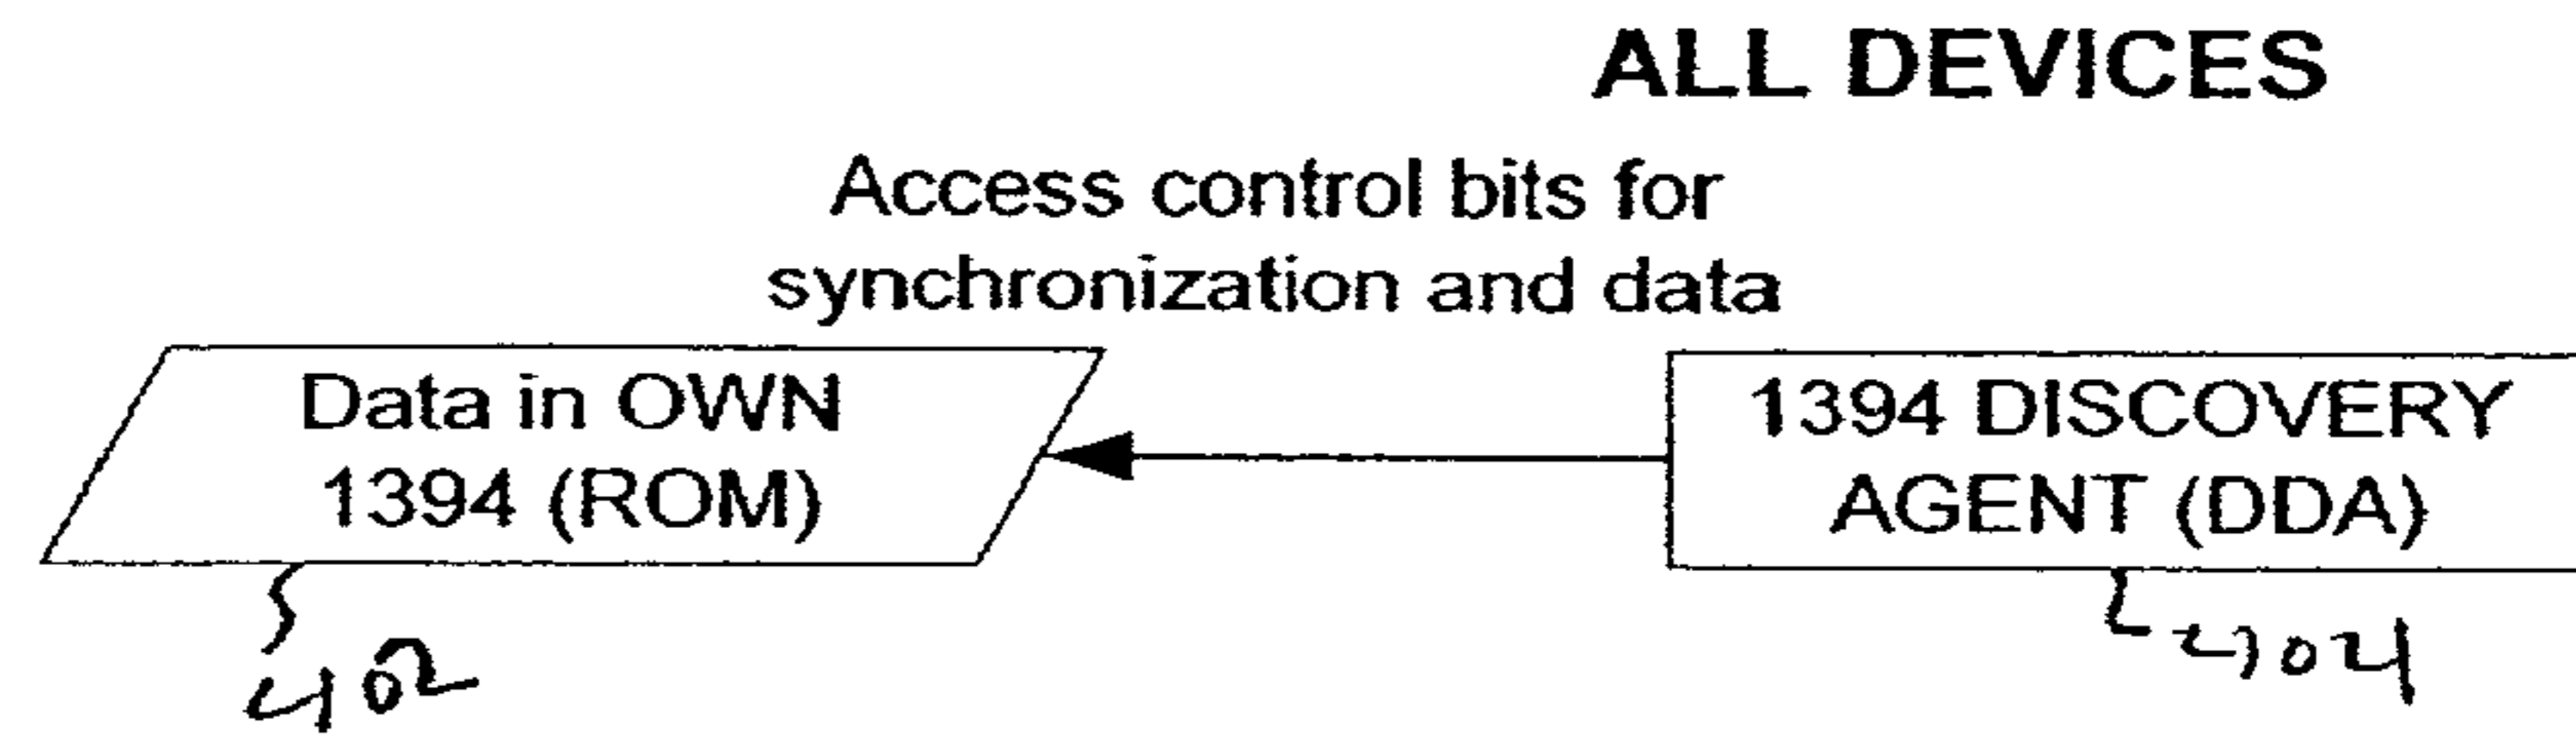 ALL DEVICES
Access control bits for
synchronization and data
Data in OWN
1394 (ROM)
1394 DISCOVERY
AGENT (DDA)
402
404